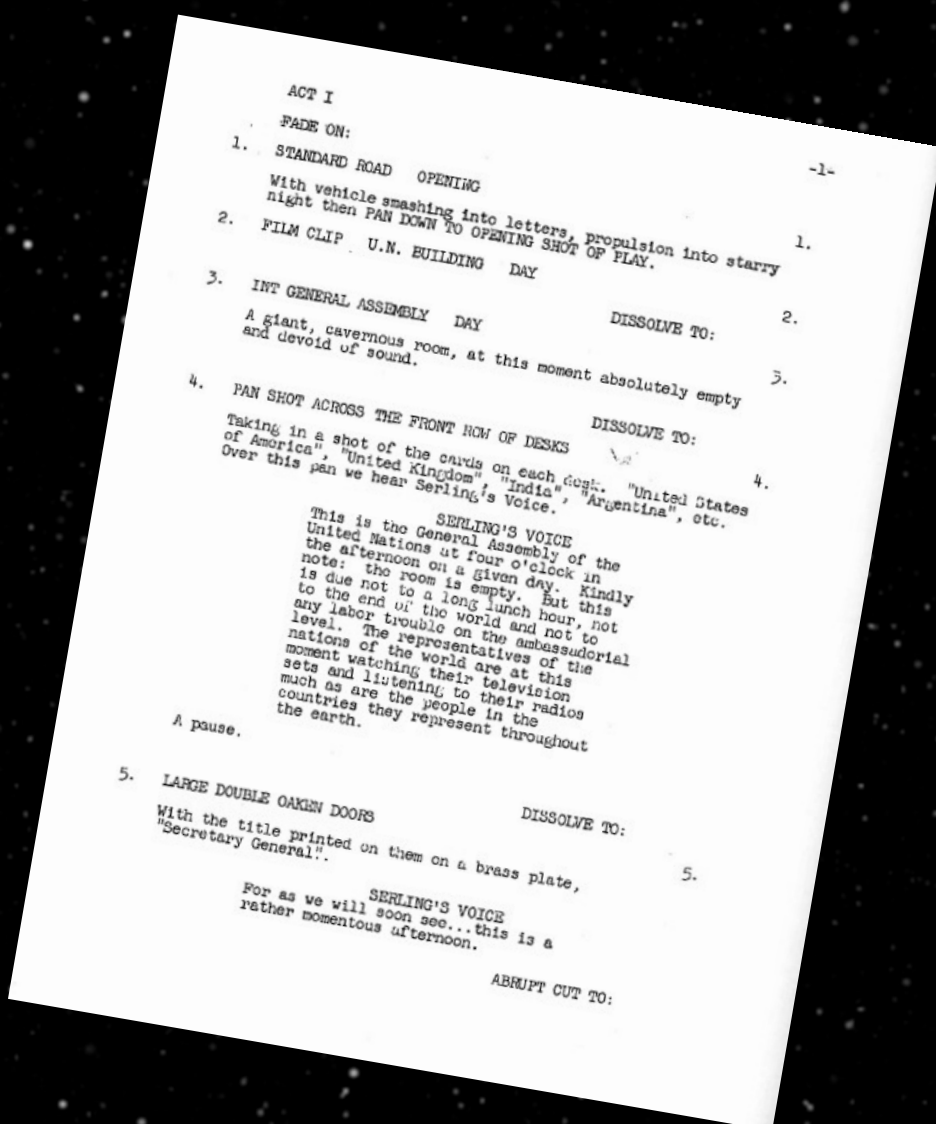 ACT I
-1-
FADE ON:
1. STANDARD ROAD OPENING 1.
With vehicle smashing into letters, propulsion into starry
night then PAN DOWN TO OPENING SHOT OF PLAY.
2. FILM CLIP U.N. BUILDING DAY 2.
DISSOLVE TO:
3. INT GENERAL ASSEMBLY DAY 3.
A giant, cavernous room, at this moment absolutely empty
and devoid of sound.
DISSOLVE TO:
4. PAN SHOT ACROSS THE FRONT ROW OF DESKS 4.
Taking in a shot of the cards on each desk. "United States
of America", "United Kingdom", "India", "Argentina", etc.
Over this pan we hear Serling's Voice.
SERLING'S VOICE
This is the General Assembly of the
United Nations at four o'clock in
the afternoon on a given day. Kindly
note: the room is empty. But this
is due not to a long lunch hour, not
to the end of the world and not to
any labor trouble on the ambassadorial
level. The representatives of the
nations of the world are at this
moment watching their television
sets and listening to their radios
much as are the people in the
countries they represent throughout
the earth.
A pause.
DISSOLVE TO:
5. LARGE DOUBLE OAKEN DOORS 5.
With the title printed on them on a brass plate,
"Secretary General".
SERLING'S VOICE
For as we will soon see...this is a
rather momentous afternoon.
ABRUPT CUT TO: